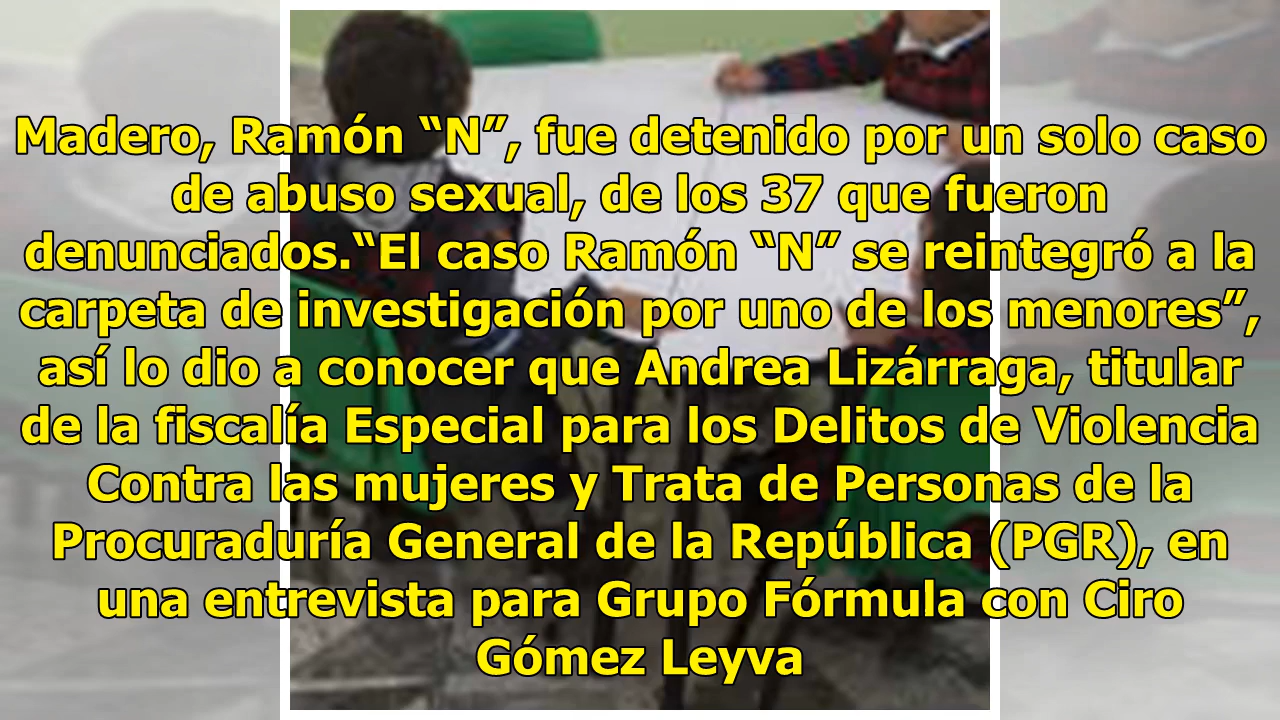 Madero, Ramón “N”, fue detenido por un solo caso
de abuso sexual, de los 37 que fueron
denunciados.“El caso Ramón “N” se reintegró a la
carpeta de investigación por uno de los menores”,
así lo dio a conocer que Andrea Lizárraga, titular
de la fiscalía Especial para los Delitos de Violencia
Contra las mujeres y Trata de Personas de la
Procuraduría General de la República (PGR), en
una entrevista para Grupo Fórmula con Ciro
Gómez Leyva